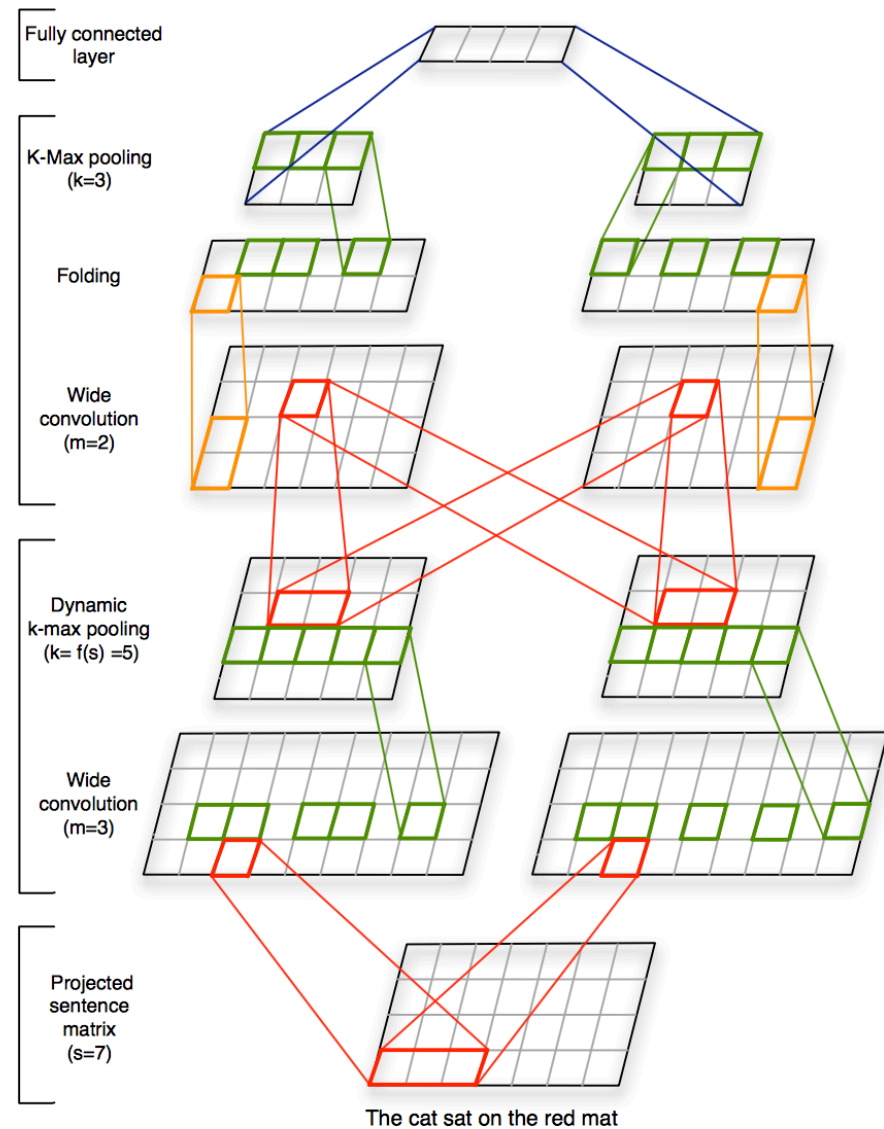 Fully connected
layer
K-Max pooling
(k=3)
Folding
Wide
convolution
(m=2)
Dynamic
k-max pooling
(k= f(s) =5)
Wide
convolution
(m=3)
Projected
sentence
matrix
(s=7)
The cat sat on the red mat